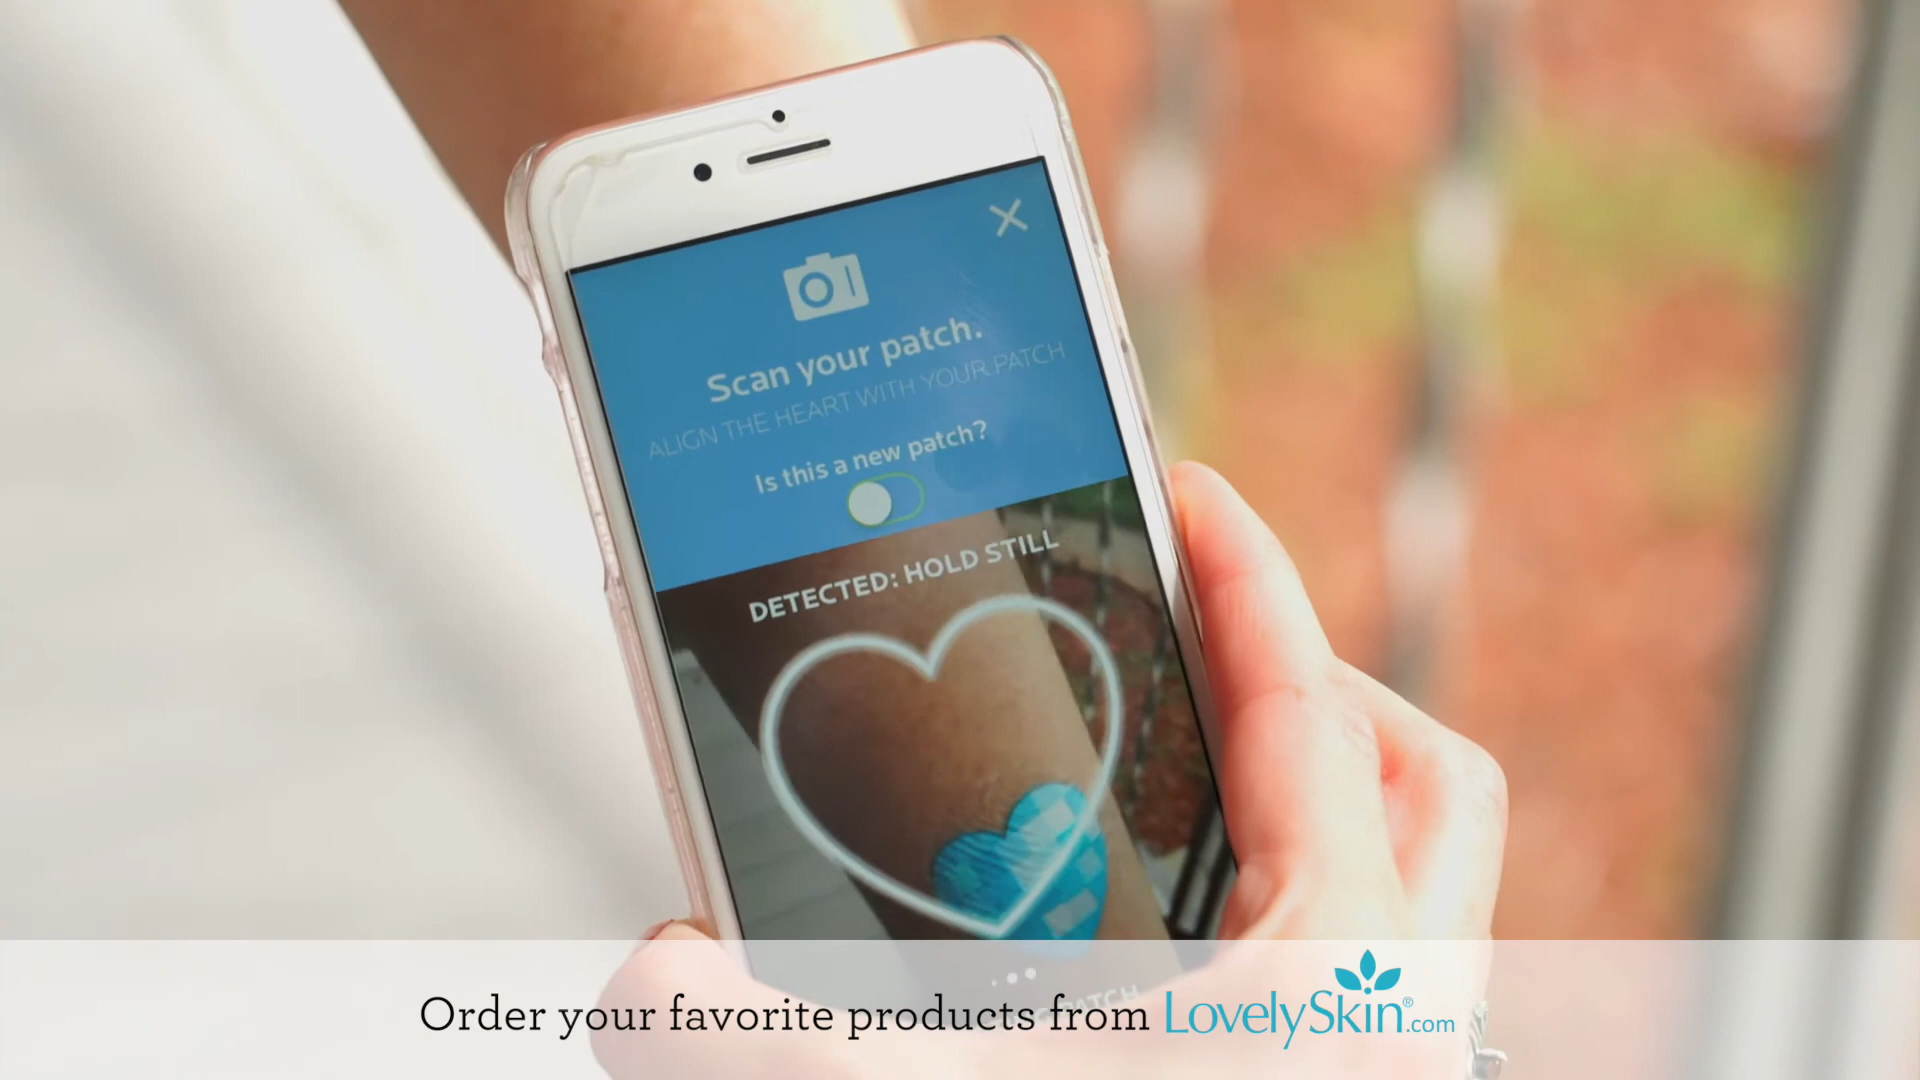 Scan your patch.
ALIGN THE HEART WITH YOUR PATCH
Is this a new patch?
DETECTED: HOLD STILL
PATCH
Order your favorite products from LovelySkin®.com